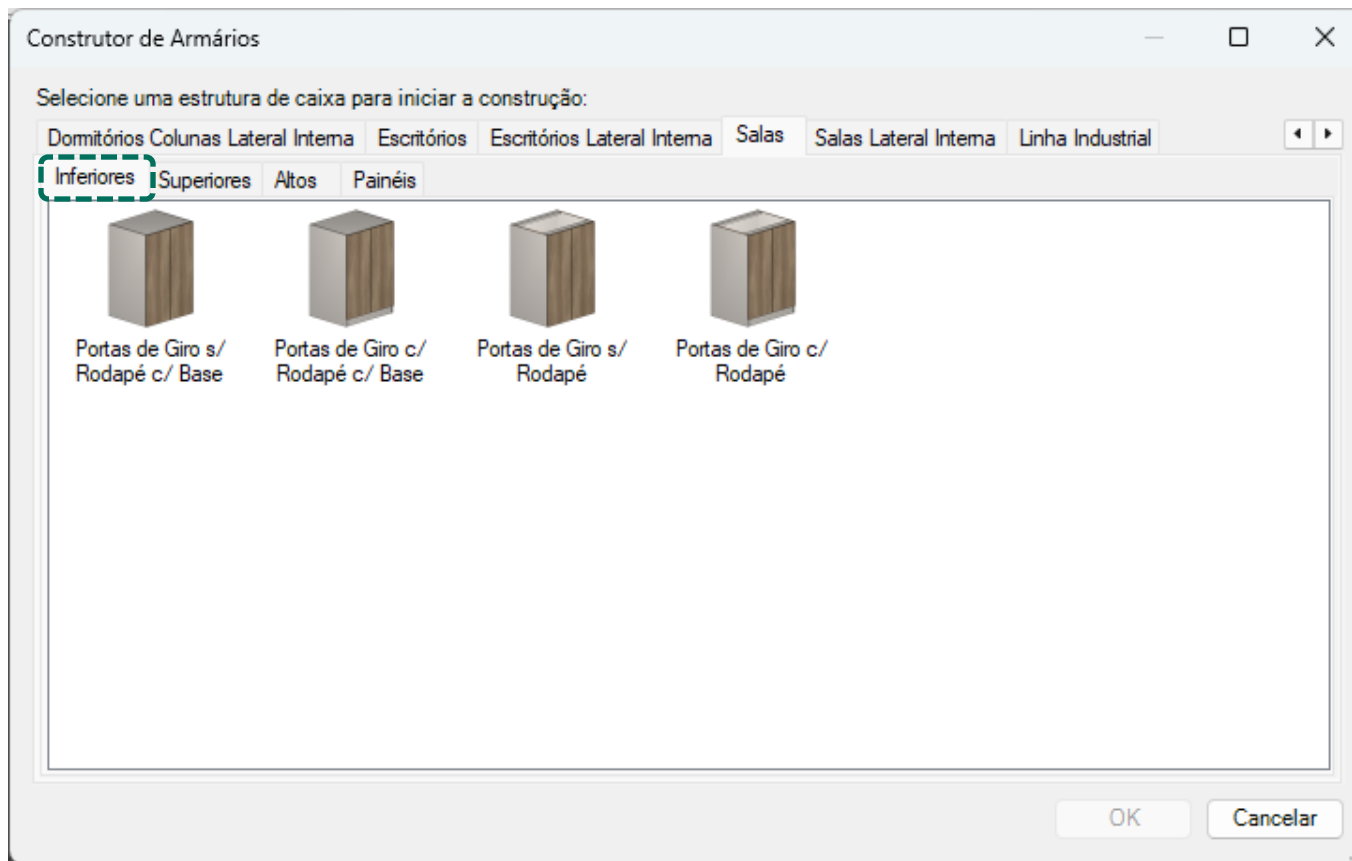 Construtor de Armários
Selecione uma estrutura de caixa para iniciar a construção:
Dormitórios Colunas Lateral Interna Escritórios Escritórios Lateral Interna Salas Salas Lateral Interna Linha Industrial
Inferiores Superiores Altos Painéis
Portas de Giro s/
Rodapé c/ Base
Portas de Giro c/
Rodapé c/ Base
Portas de Giro s/
Rodapé
Portas de Giro c/
Rodapé
OK Cancelar